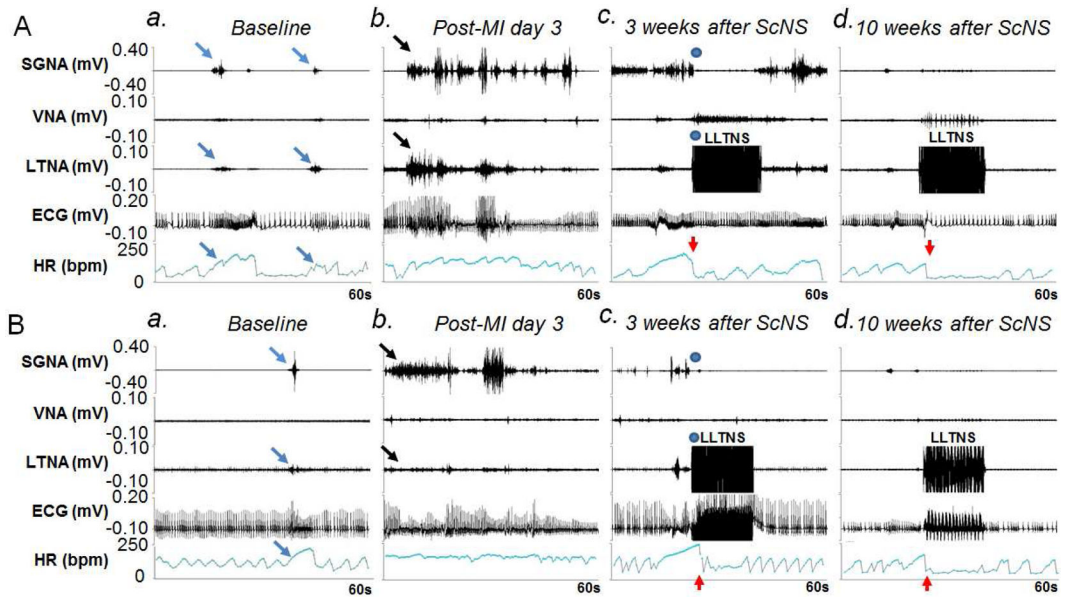 A
a. Baseline
b. Post-MI day 3
c. 3 weeks after ScNS
d. 10 weeks after ScNS
SGNA (mV) 0.40 -0.40
VNA (mV) 0.10 -0.10
LLTNS
LLTNS
LTNA (mV) 0.10 -0.10
ECG (mV) 0.20 -0.10
HR (bpm) 250 0
60s
60s
60s
60s
B
a. Baseline
b. Post-MI day 3
c. 3 weeks after ScNS
d. 10 weeks after ScNS
SGNA (mV) 0.40 -0.40
VNA (mV) 0.10 -0.10
LLTNS
LLTNS
LTNA (mV) 0.10 -0.10
ECG (mV) 0.20 -0.10
HR (bpm) 250 0
60s
60s
60s
60s